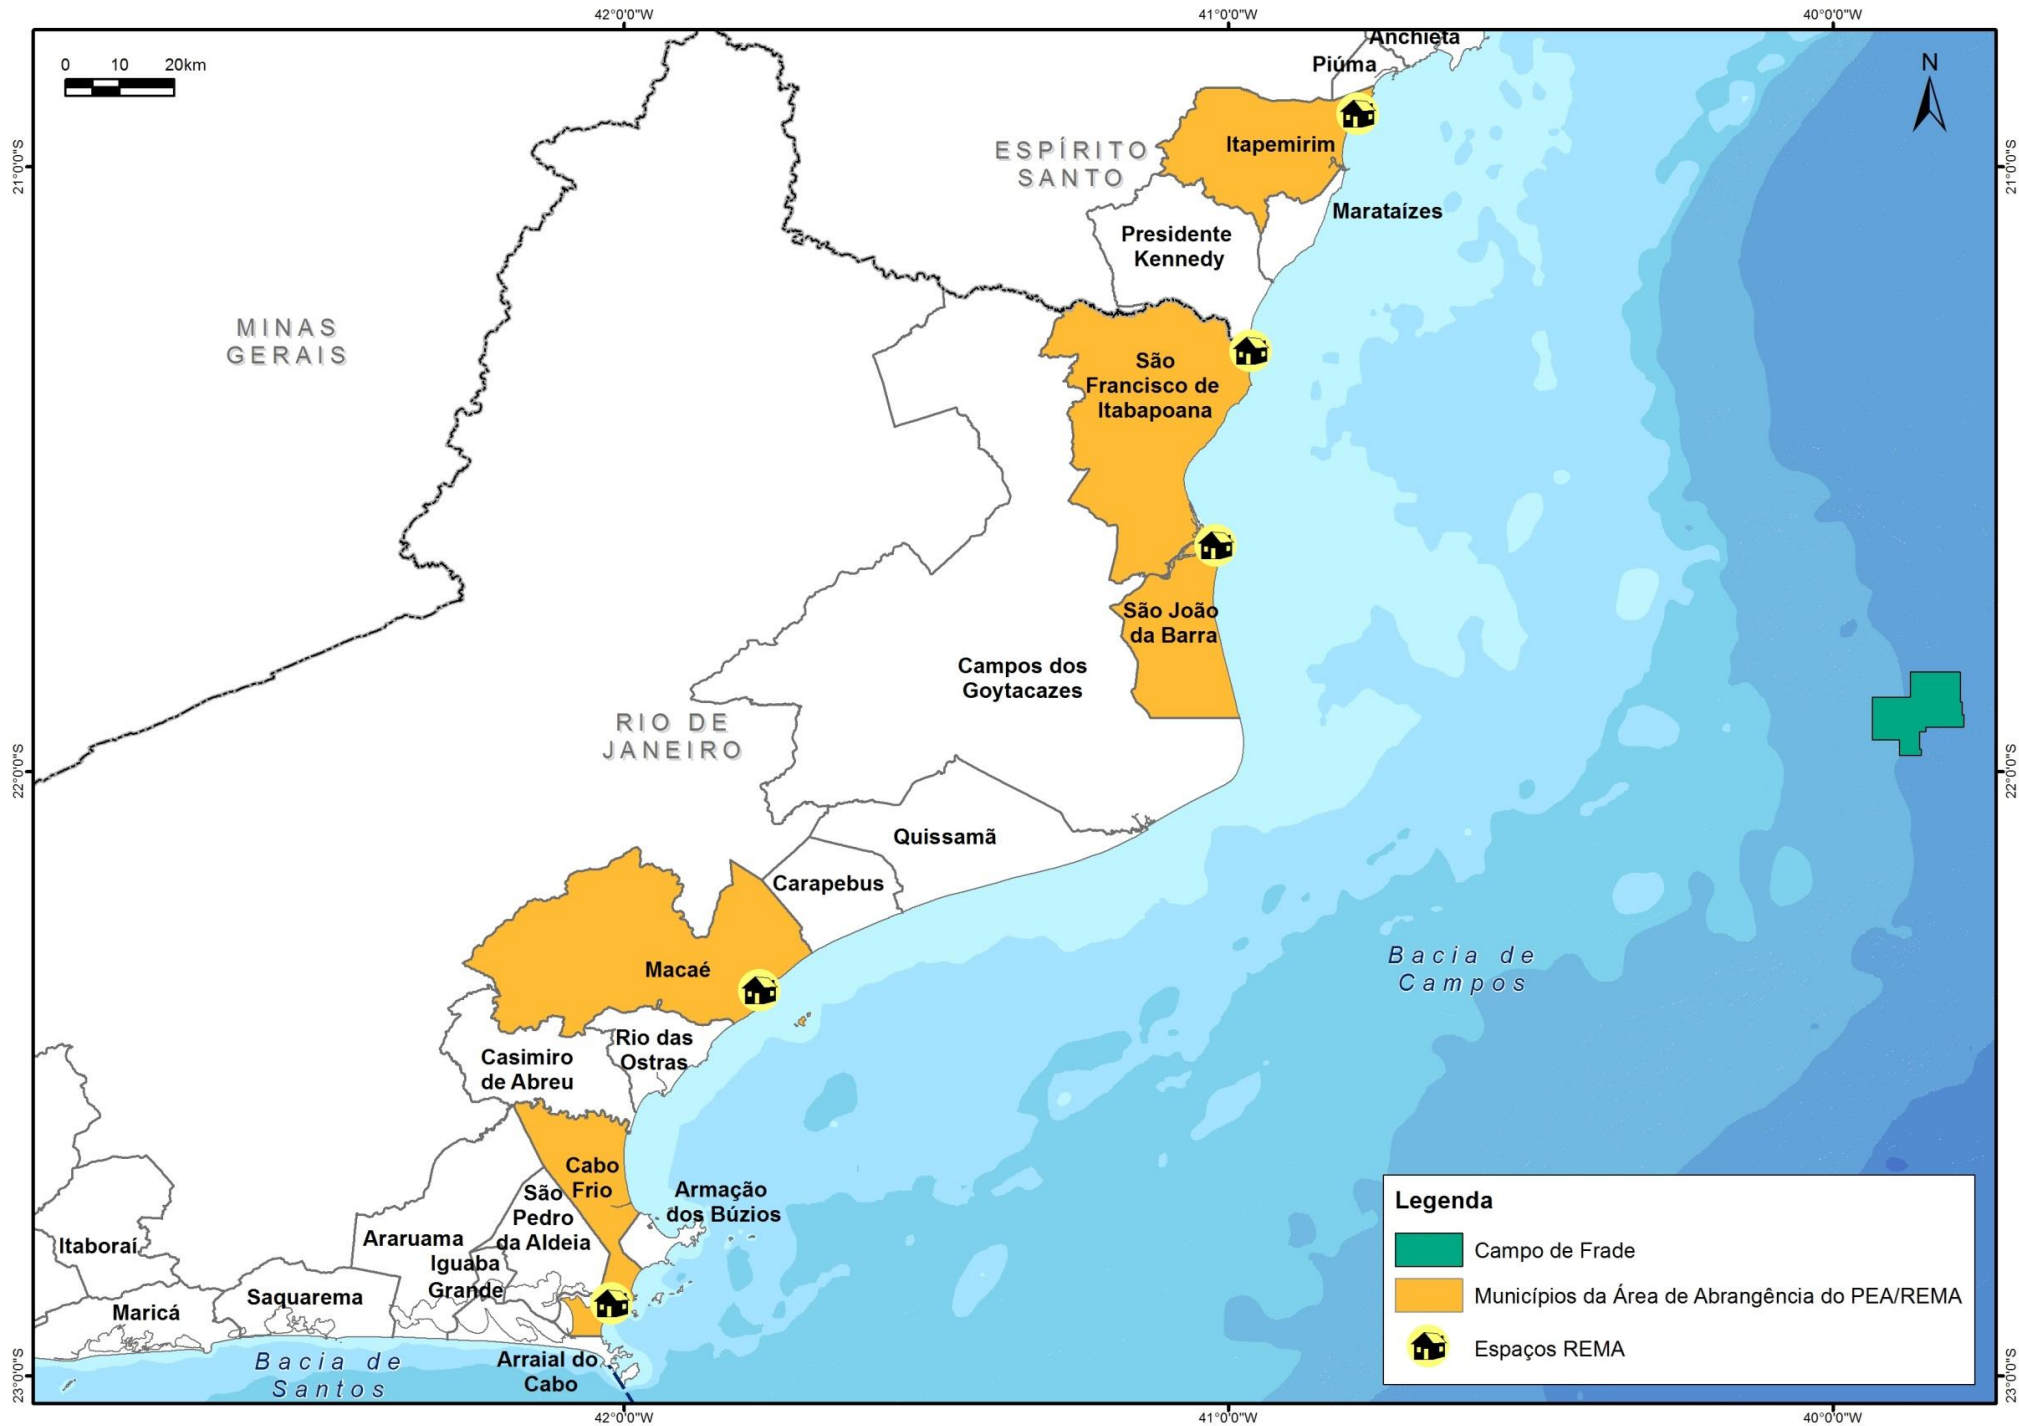 42°0'0"W
41°0'0"W
40°0'0"W
0 10 20km
N
Anchieta
Piúma
Itapemirim
ESPÍRITO
SANTO
21°0'0"S
21°0'0"S
Marataízes
Presidente
Kennedy
MINAS
GERAIS
São
Francisco de
Itabapoana
São João
da Barra
Campos dos
Goytacazes
RIO DE
JANEIRO
22°0'0"S
22°0'0"S
Quissamã
Carapebus
Macaé
Bacia de
Campos
Rio das
Ostras
Casimiro
de Abreu
Cabo
Frio
São
Pedro
da Aldeia
Armação
dos Búzios
Araruama
Iguaba
Grande
Itaboraí
Saquarema
Maricá
Arraial do
Cabo
Bacia de
Santos
Legenda
Campo de Frade
Municípios da Área de Abrangência do PEA/REMA
Espaços REMA
23°0'0"S
23°0'0"S
42°0'0"W
41°0'0"W
40°0'0"W